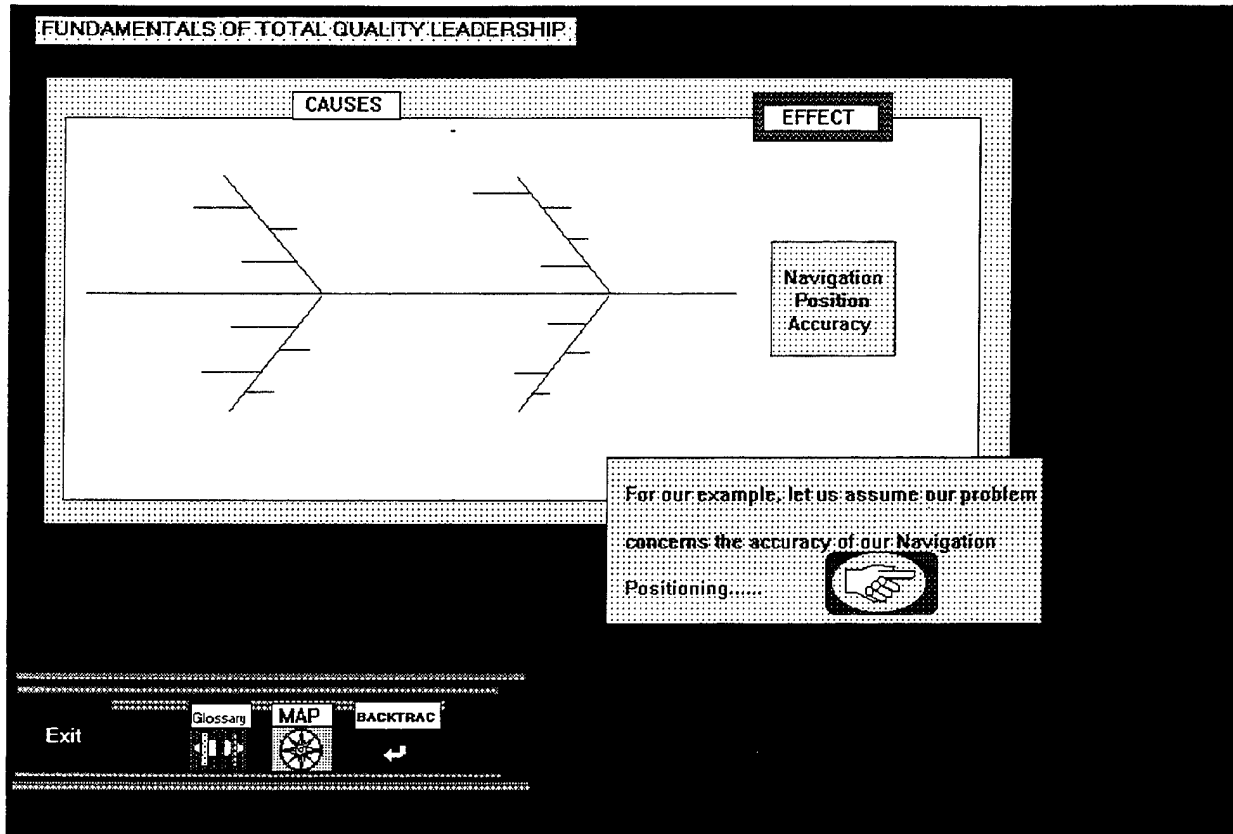 FUNDAMENTALS OF TOTAL QUALITY LEADERSHIP
CAUSES
EFFECT
Navigation
Position
Accuracy
For our example, let us assume our problem
concerns the accuracy of our Navigation
Positioning......
Exit
Glossary
MAP
BACKTRAC